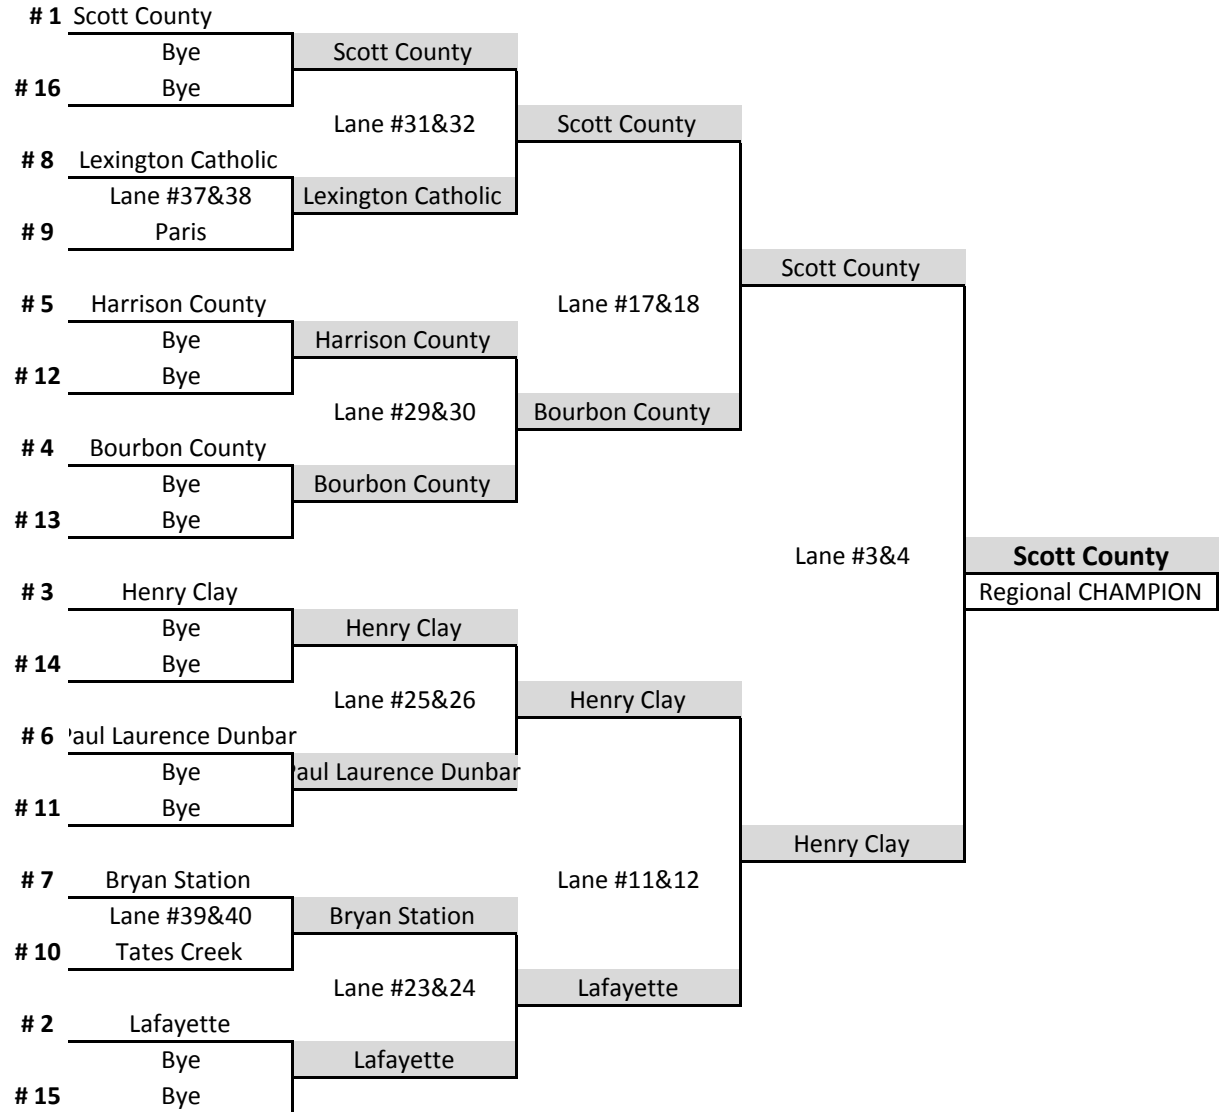 # 1 Scott County
Bye Scott County
# 16 Bye
Lane #31&32 Scott County
# 8 Lexington Catholic
Lane #37&38 Lexington Catholic
# 9 Paris
Scott County
# 5 Harrison County Lane #17&18
Bye Harrison County
# 12 Bye
Lane #29&30 Bourbon County
# 4 Bourbon County
Bye Bourbon County
# 13 Bye
Lane #3&4 Scott County
# 3 Henry Clay Regional CHAMPION
Bye Henry Clay
# 14 Bye
Lane #25&26 Henry Clay
# 6 Paul Laurence Dunbar
Bye Paul Laurence Dunbar
# 11 Bye
Henry Clay
# 7 Bryan Station Lane #11&12
Lane #39&40 Bryan Station
# 10 Tates Creek
Lane #23&24 Lafayette
# 2 Lafayette
Bye Lafayette
# 15 Bye